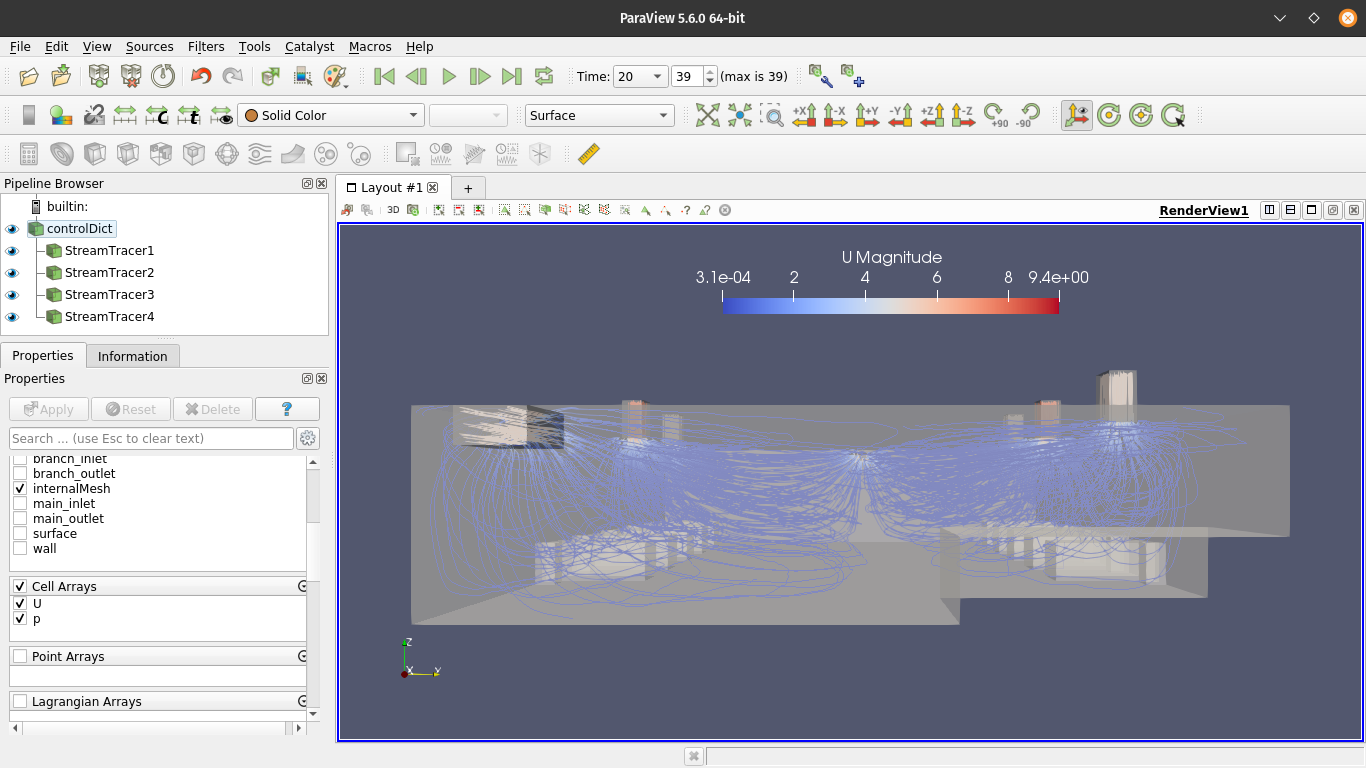 ParaView 5.6.0 64-bit
File Edit View Sources Filters Tools Catalyst Macros Help
Time: 20 39 (max is 39)
+X -X +Y -Y +Z -Z +90 -90
Solid Color Surface
Pipeline Browser
Layout #1 +
builtin:
3D RenderView1
controlDict
StreamTracer1
StreamTracer2
StreamTracer3
StreamTracer4
U Magnitude
3.1e-04 2 4 6 8 9.4e+00
Properties Information
Properties
Apply Reset Delete ?
Search ... (use Esc to clear text)
branch_inlet
branch_outlet
internalMesh
main_inlet
main_outlet
surface
wall
Cell Arrays
U
p
Point Arrays
Lagrangian Arrays
Z
X Y